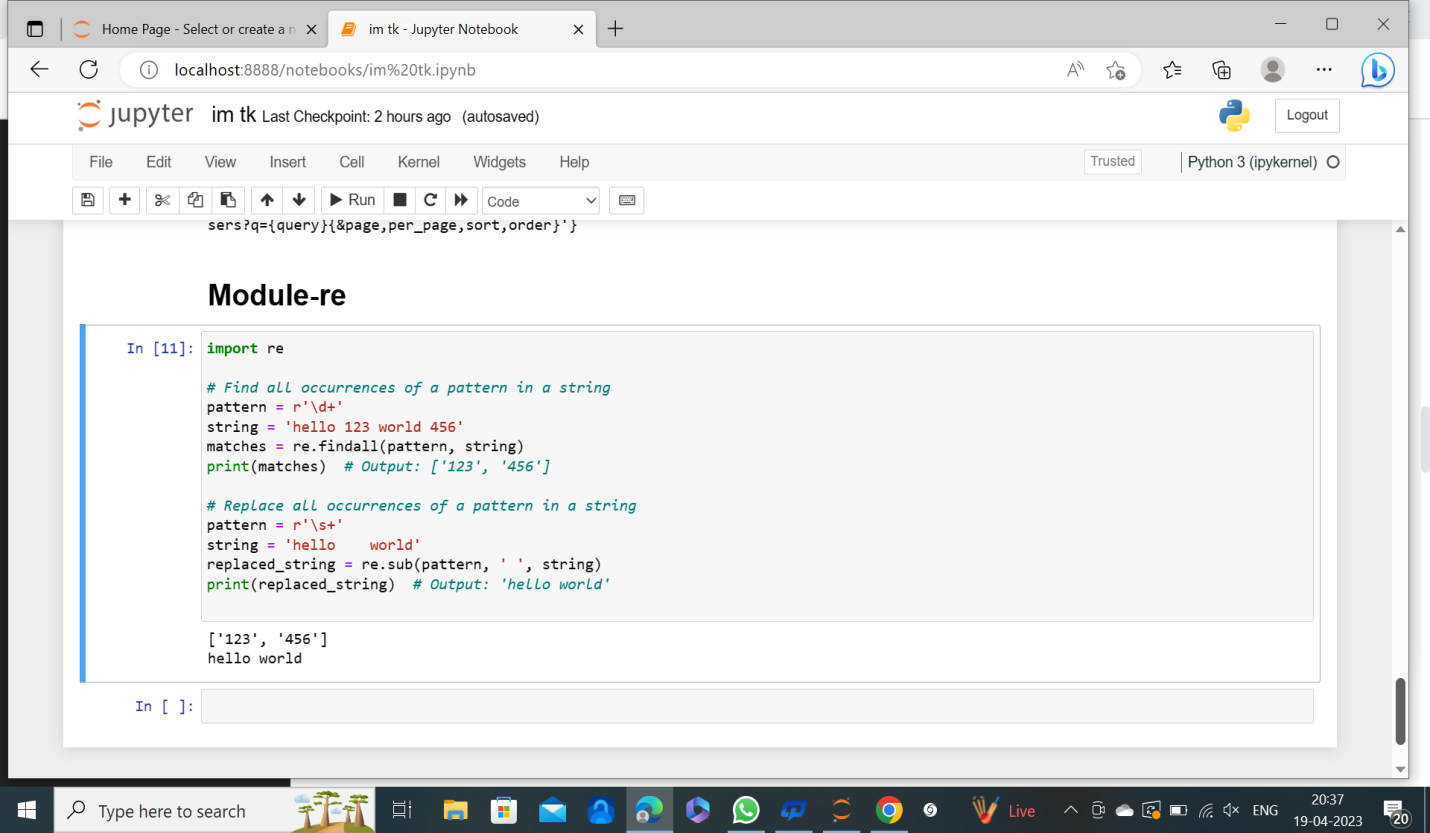 Home Page - Select or create a n
im tk - Jupyter Notebook
localhost:8888/notebooks/im%20tk.ipynb
jupyter im tk Last Checkpoint: 2 hours ago (autosaved)
Logout
File Edit View Insert Cell Kernel Widgets Help
Trusted
Python 3 (ipykernel)
Run
Code
sers?q={query}{&page,per_page,sort,order}'}
Module-re
In [11]:
import re
# Find all occurrences of a pattern in a string
pattern = r'\d+'
string = 'hello 123 world 456'
matches = re.findall(pattern, string)
print(matches)  # Output: ['123', '456']
# Replace all occurrences of a pattern in a string
pattern = r'\s+'
string = 'hello    world'
replaced_string = re.sub(pattern, ' ', string)
print(replaced_string)  # Output: 'hello world'
['123', '456']
hello world
In [ ]:
Type here to search
Live
ENG
20:37
19-04-2023
20